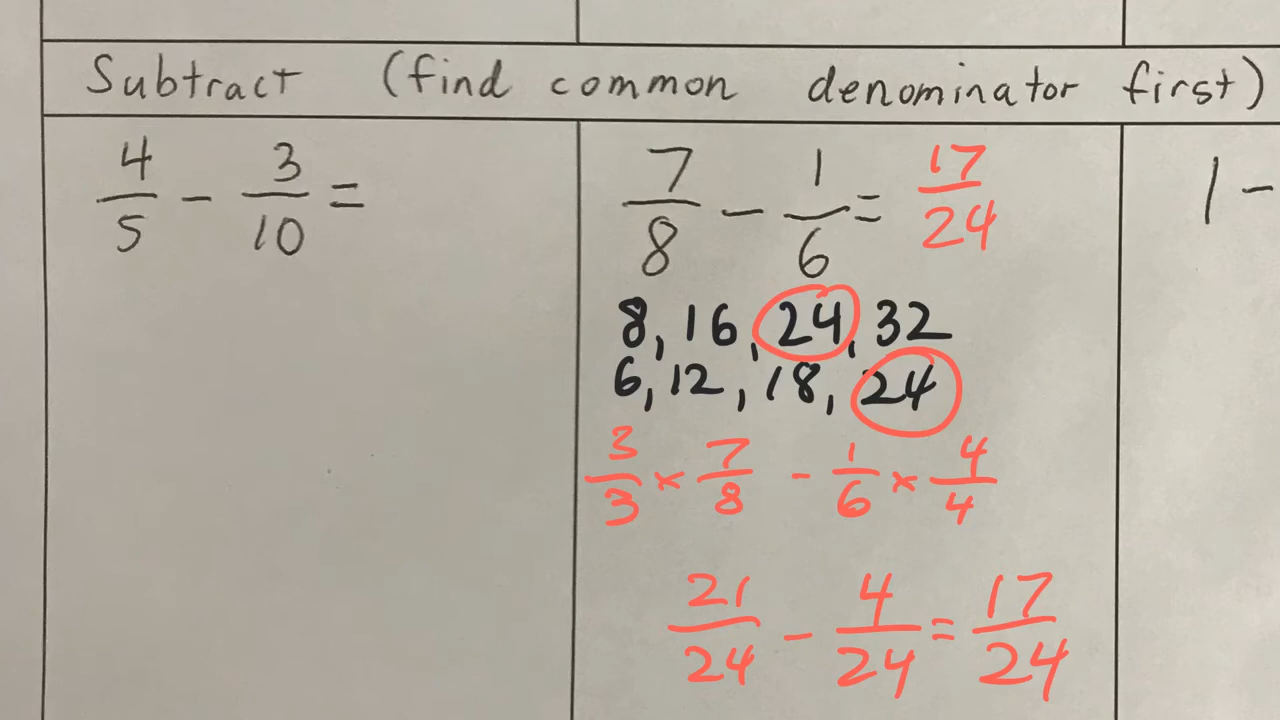 Subtract (find common denominator first)
4/5 - 3/10 =
7/8 - 1/6 = 17/24
8, 16, 24, 32
6, 12, 18, 24
3/3 × 7/8 - 1/6 × 4/4
21/24 - 4/24 = 17/24
1 -